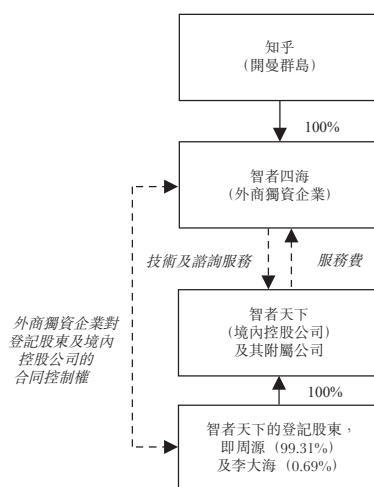 知乎
(開曼群島)
100%
智者四海
(外商獨資企業)
技術及諮詢服務
服務費
外商獨資企業對
登記股東及境內
控股公司的
合同控制權
智者天下
(境內控股公司)
及其附屬公司
100%
智者天下的登記股東，
即周源 (99.31%)
及李大海 (0.69%)